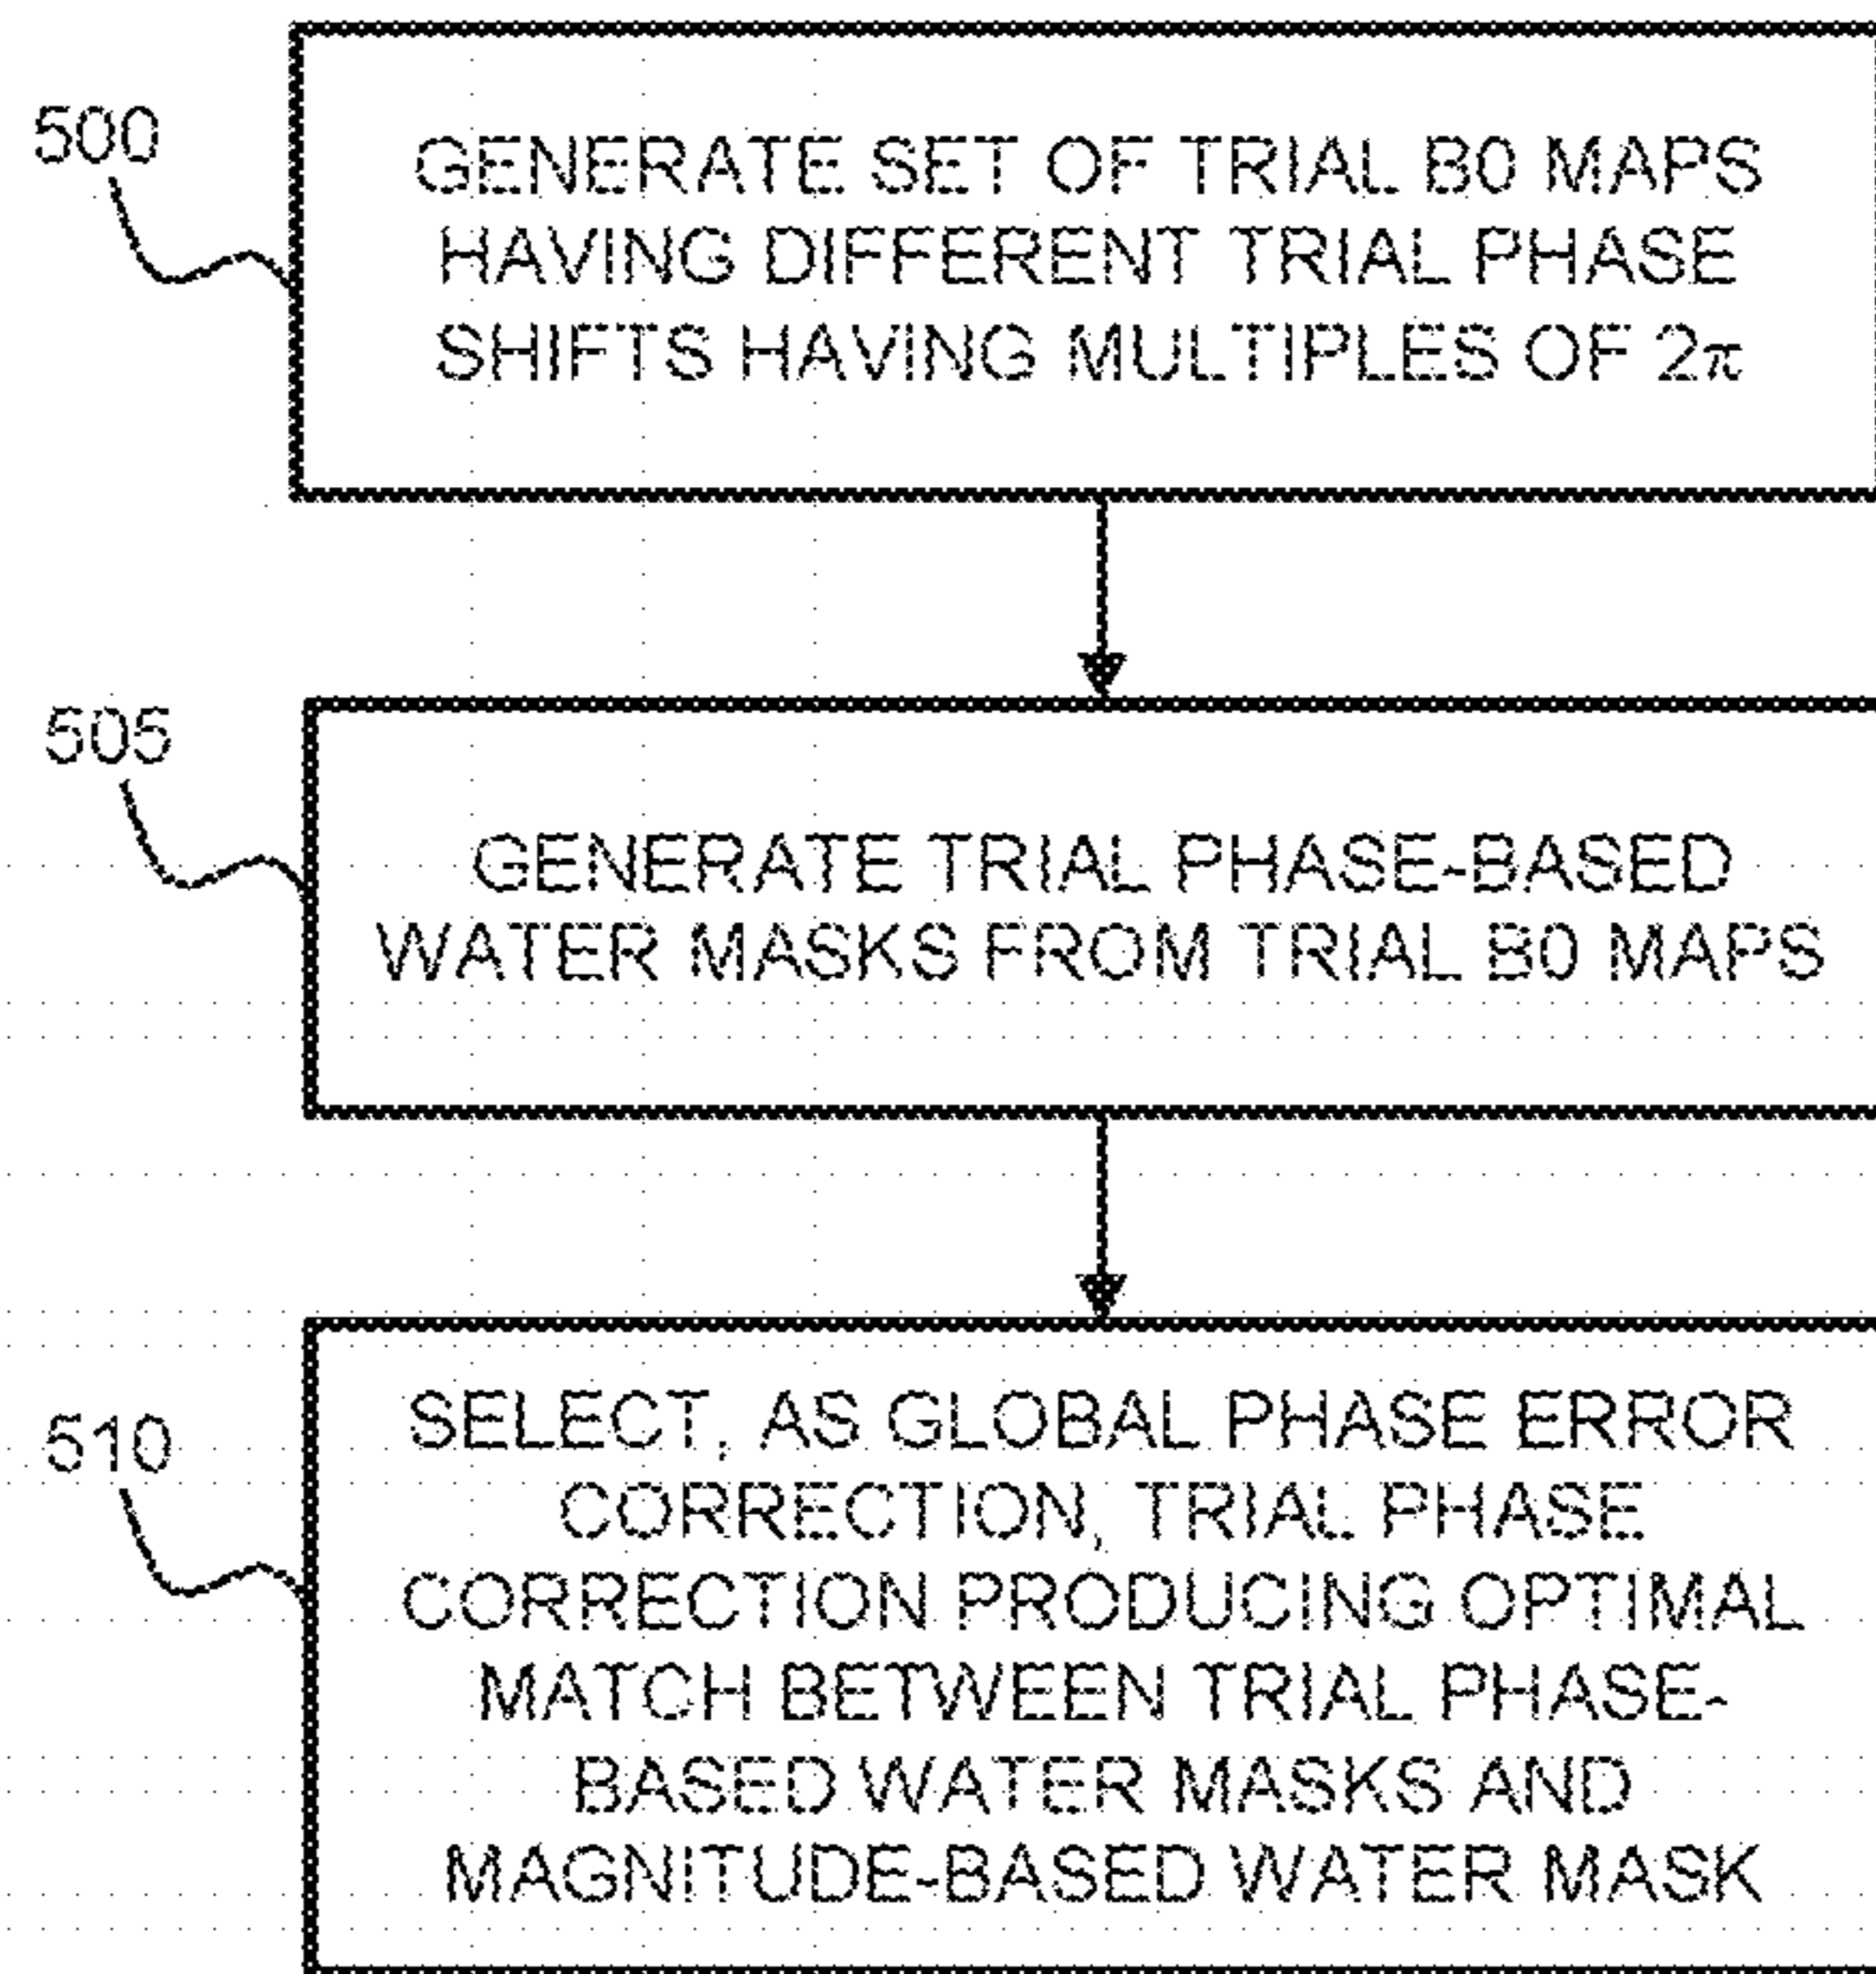 500
GENERATE SET OF TRIAL B0 MAPS
HAVING DIFFERENT TRIAL PHASE
SHIFTS HAVING MULTIPLES OF 2π
505
GENERATE TRIAL PHASE-BASED
WATER MASKS FROM TRIAL B0 MAPS
510
SELECT, AS GLOBAL PHASE ERROR
CORRECTION, TRIAL PHASE
CORRECTION PRODUCING OPTIMAL
MATCH BETWEEN TRIAL PHASE-
BASED WATER MASKS AND
MAGNITUDE-BASED WATER MASK